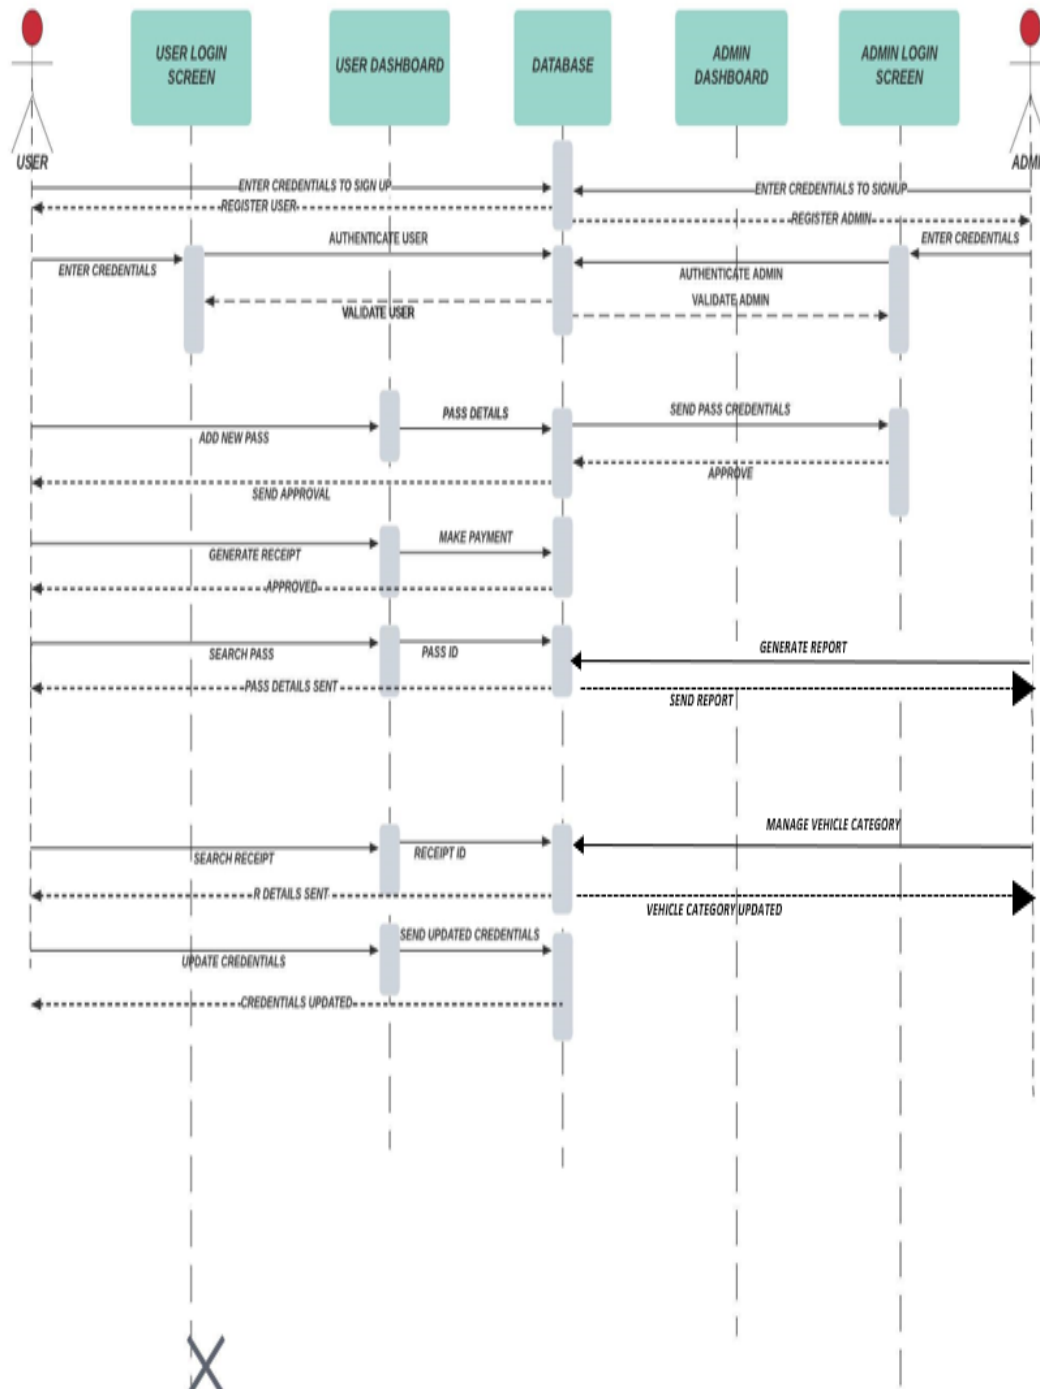 USER LOGIN
SCREEN
USER DASHBOARD
DATABASE
ADMIN
DASHBOARD
ADMIN LOGIN
SCREEN
USER
ADMI
ENTER CREDENTIALS TO SIGN UP
ENTER CREDENTIALS TO SIGNUP
REGISTER USER
REGISTER ADMIN
AUTHENTICATE USER
ENTER CREDENTIALS
ENTER CREDENTIALS
AUTHENTICATE ADMIN
VALIDATE USER
VALIDATE ADMIN
PASS DETAILS
SEND PASS CREDENTIALS
ADD NEW PASS
APPROVE
SEND APPROVAL
MAKE PAYMENT
GENERATE RECEIPT
APPROVED
SEARCH PASS
PASS ID
GENERATE REPORT
PASS DETAILS SENT
SEND REPORT
MANAGE VEHICLE CATEGORY
SEARCH RECEIPT
RECEIPT ID
R DETAILS SENT
VEHICLE CATEGORY UPDATED
SEND UPDATED CREDENTIALS
UPDATE CREDENTIALS
CREDENTIALS UPDATED